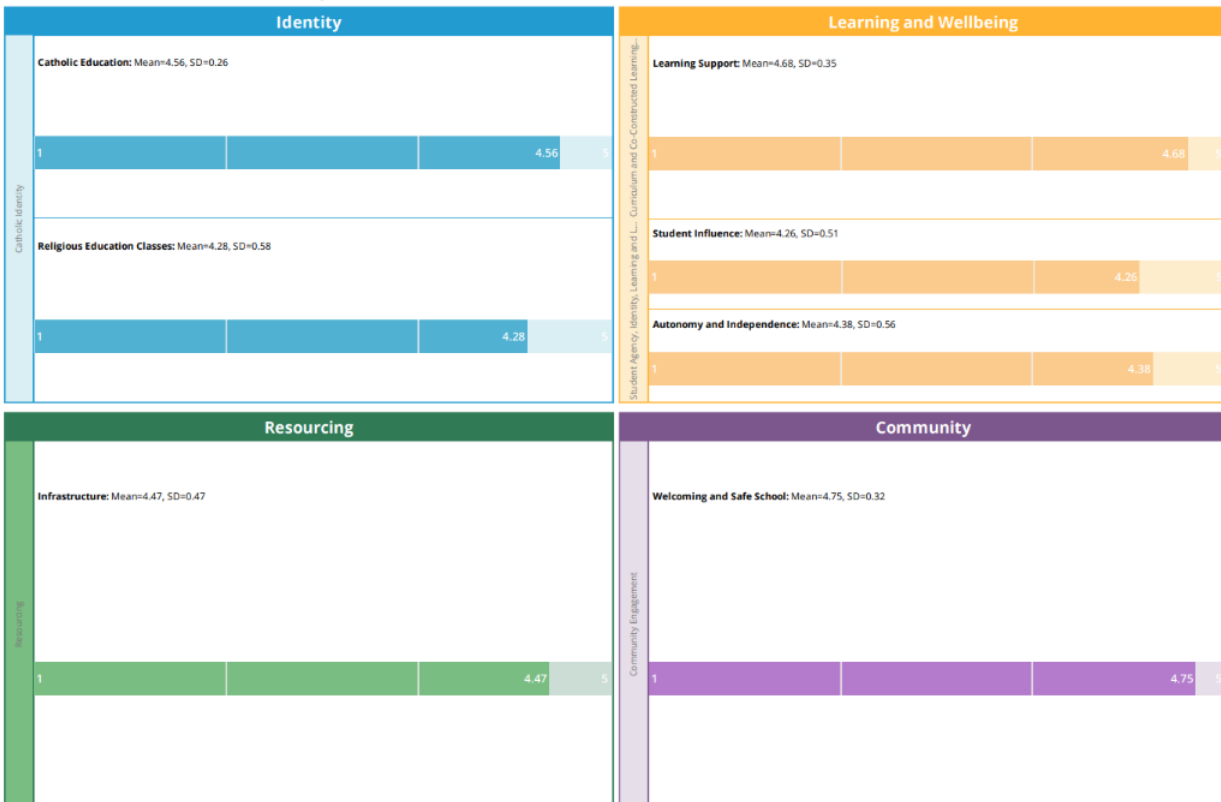 Identity
Catholic Identity
Catholic Education: Mean=4.56, SD=0.26
1 4.56 5
Religious Education Classes: Mean=4.28, SD=0.58
1 4.28 5
Learning and Wellbeing
Curriculum and Co-Constructed Learning...
Learning Support: Mean=4.68, SD=0.35
1 4.68 5
Student Agency, Identity, Learning and L...
Student Influence: Mean=4.26, SD=0.51
1 4.26 5
Autonomy and Independence: Mean=4.38, SD=0.56
1 4.38 5
Resourcing
Resourcing
Infrastructure: Mean=4.47, SD=0.47
1 4.47 5
Community
Community Engagement
Welcoming and Safe School: Mean=4.75, SD=0.32
1 4.75 5